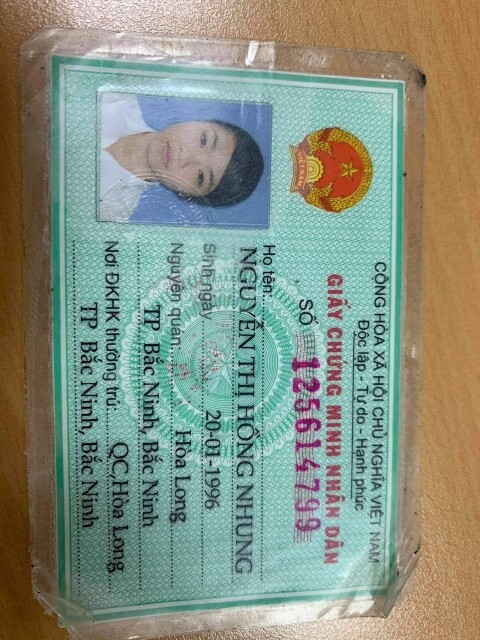 CỘNG HÒA XÃ HỘI CHỦ NGHĨA VIỆT NAM
Độc lập - Tự do - Hạnh phúc
GIẤY CHỨNG MINH NHÂN DÂN
SỐ 125614799
Họ tên: NGUYỄN THỊ HỒNG NHUNG
Sinh ngày 20-01-1996
Nguyên quán Hòa Long
TP Bắc Ninh, Bắc Ninh
Nơi ĐKHK thường trú: QC,Hòa Long
TP Bắc Ninh, Bắc Ninh
VIỆT NAM